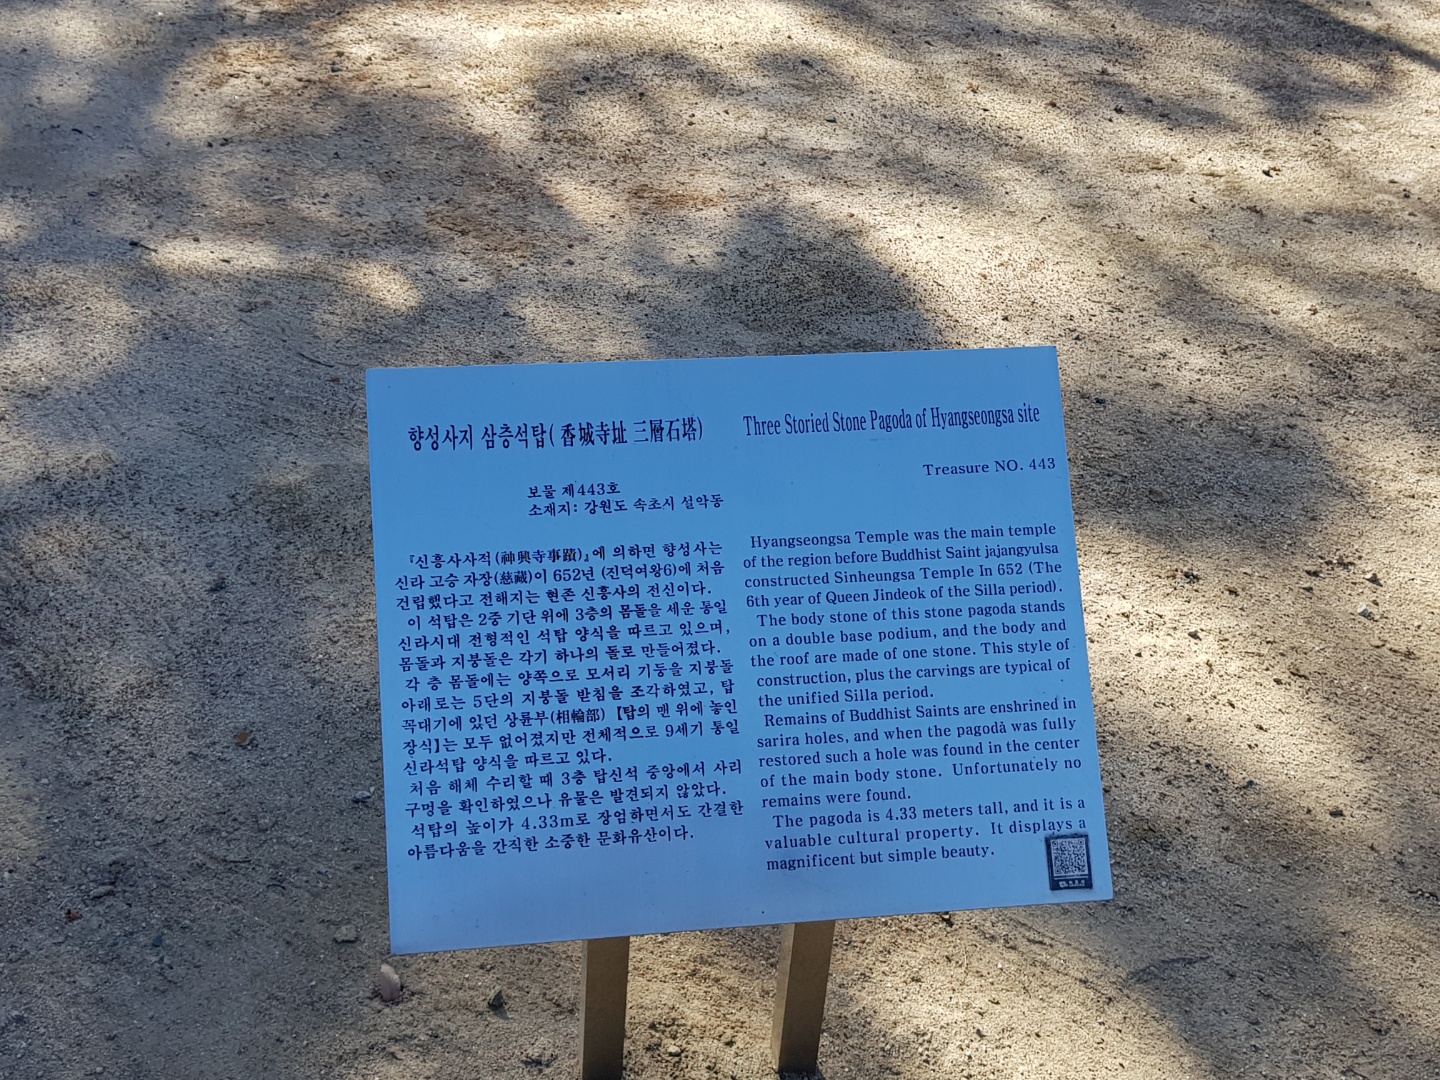 향성사지 삼층석탑( 香城寺址 三層石塔)
보물 제443호
소재지: 강원도 속초시 설악동
『신흥사사적(神興寺事蹟)』에 의하면 향성사는
신라 고승 자장(慈藏)이 652년 (진덕여왕6)에 처음
건립했다고 전해지는 현존 신흥사의 전신이다.
이 석탑은 2중 기단 위에 3층의 몸돌을 세운 통일
신라시대 전형적인 석탑 양식을 따르고 있으며,
몸돌과 지붕돌은 각기 하나의 돌로 만들어졌다.
각 층 몸돌에는 양쪽으로 모서리 기둥을 지붕돌
아래로는 5단의 지붕돌 받침을 조각하였고, 탑
꼭대기에 있던 상륜부(相輪部) 【탑의 맨 위에 놓인
장식】는 모두 없어졌지만 전체적으로 9세기 통일
신라석탑 양식을 따르고 있다.
처음 해체 수리할 때 3층 탑신석 중앙에서 사리
구멍을 확인하였으나 유물은 발견되지 않았다.
석탑의 높이가 4.33m로 장엄하면서도 간결한
아름다움을 간직한 소중한 문화유산이다.
Three Storied Stone Pagoda of Hyangseongsa site
Treasure NO. 443
Hyangseongsa Temple was the main temple
of the region before Buddhist Saint jajangyulsa
constructed Sinheungsa Temple In 652 (The
6th year of Queen Jindeok of the Silla period).
The body stone of this stone pagoda stands
on a double base podium, and the body and
the roof are made of one stone. This style of
construction, plus the carvings are typical of
the unified Silla period.
Remains of Buddhist Saints are enshrined in
sarira holes, and when the pagoda was fully
restored such a hole was found in the center
of the main body stone. Unfortunately no
remains were found.
The pagoda is 4.33 meters tall, and it is a
valuable cultural property. It displays a
magnificent but simple beauty.